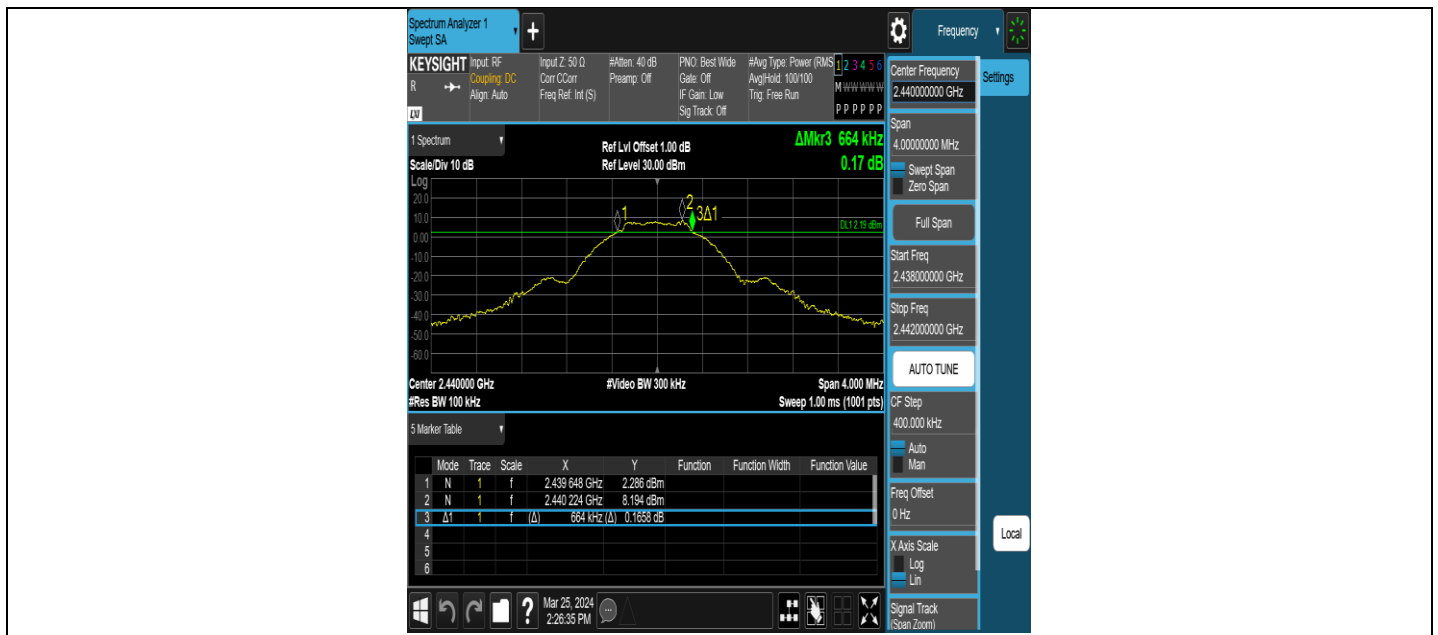 Spectrum Analyzer 1
Swept SA
+
Frequency
KEYSIGHT Input: RF Input Z: 50 Ω #Atten: 40 dB PNO: Best Wide #Avg Type: Power (RMS 1 2 3 4 5 6
R Coupling: DC Corr CCorr Preamp: Off Gate: Off Avg|Hold: 100/100 M W W W W W
Align: Auto Freq Ref: Int (S) IF Gain: Low Trig: Free Run
LXI Sig Track: Off P P P P P P
Center Frequency
2.440000000 GHz
Settings
1 Spectrum Ref Lvl Offset 1.00 dB ΔMkr3 664 kHz
Scale/Div 10 dB Ref Level 30.00 dBm 0.17 dB
Log
20.0
10.0
0.00
-10.0
-20.0
-30.0
-40.0
-50.0
-60.0
1
2
3Δ1
DL1 2.19 dBm
Center 2.440000 GHz #Video BW 300 kHz Span 4.000 MHz
#Res BW 100 kHz Sweep 1.00 ms (1001 pts)
Span
4.00000000 MHz
Swept Span
Zero Span
Full Span
Start Freq
2.438000000 GHz
Stop Freq
2.442000000 GHz
AUTO TUNE
CF Step
400.000 kHz
Auto
Man
Freq Offset
0 Hz
X Axis Scale
Log
Lin
Signal Track
(Span Zoom)
Local
5 Marker Table
Mode Trace Scale X Y Function Function Width Function Value
1 N 1 f 2.439 648 GHz 2.286 dBm
2 N 1 f 2.440 224 GHz 8.194 dBm
3 Δ1 1 f (Δ) 664 kHz (Δ) 0.1658 dB
4
5
6
?
Mar 25, 2024
2:26:35 PM